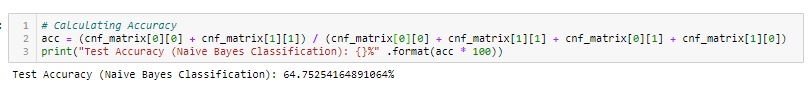 1 # Calculating Accuracy
2 acc = (cnf_matrix[0][0] + cnf_matrix[1][1]) / (cnf_matrix[0][0] + cnf_matrix[1][1] + cnf_matrix[0][1] + cnf_matrix[1][0])
3 print("Test Accuracy (Naive Bayes Classification): {}%" .format(acc * 100))
Test Accuracy (Naive Bayes Classification): 64.75254164891064%